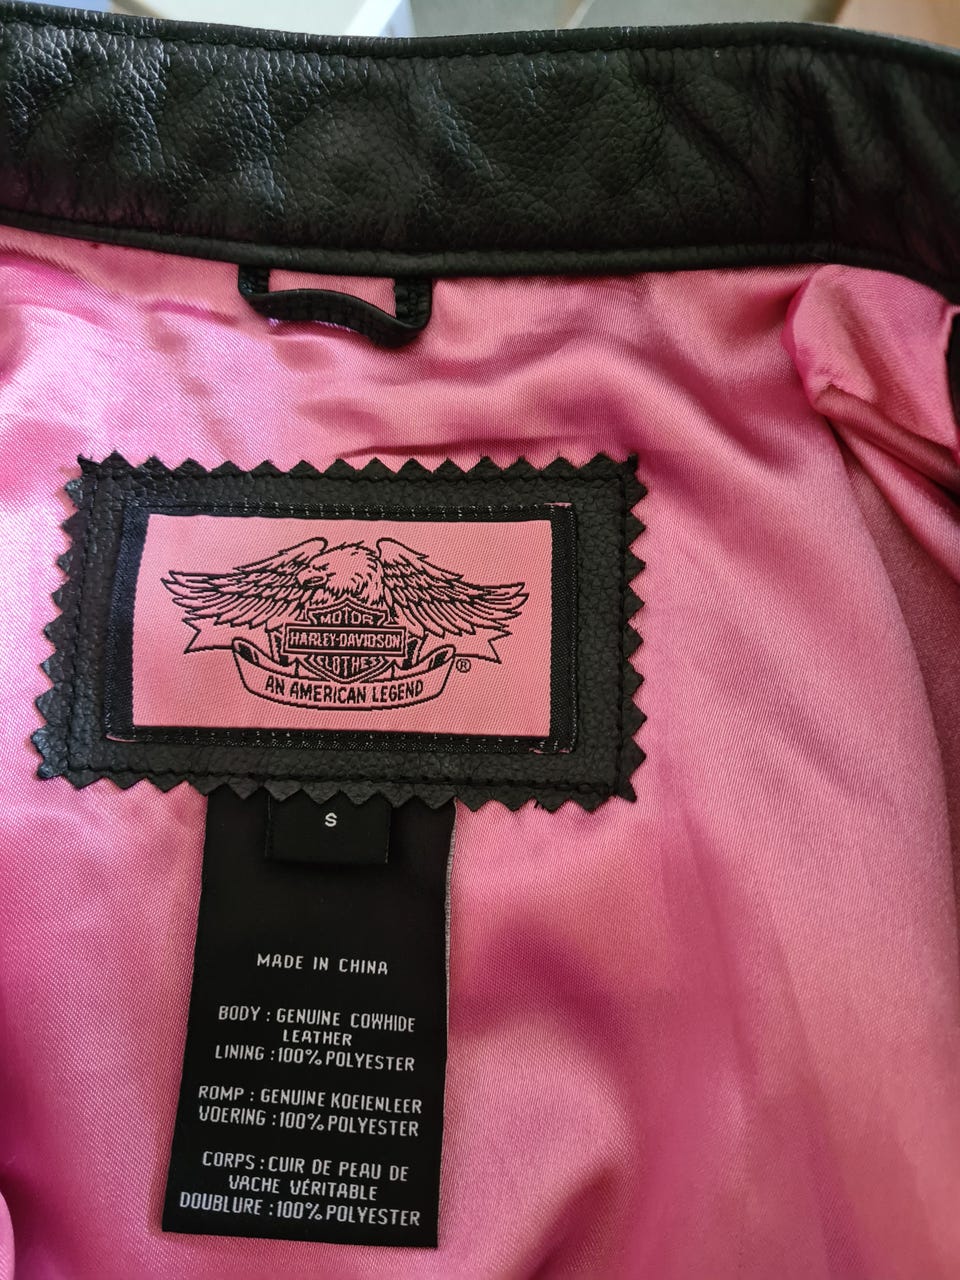 MOTOR
HARLEY-DAVIDSON
CLOTHES
®
AN AMERICAN LEGEND
S
MADE IN CHINA
BODY : GENUINE COWHIDE
LEATHER
LINING :100% POLYESTER
ROMP : GENUINE KOEIENLEER
VOERING :100% POLYESTER
CORPS :CUIR DE PEAU DE
VACHE VÉRITABLE
DOUBLURE :100% POLYESTER